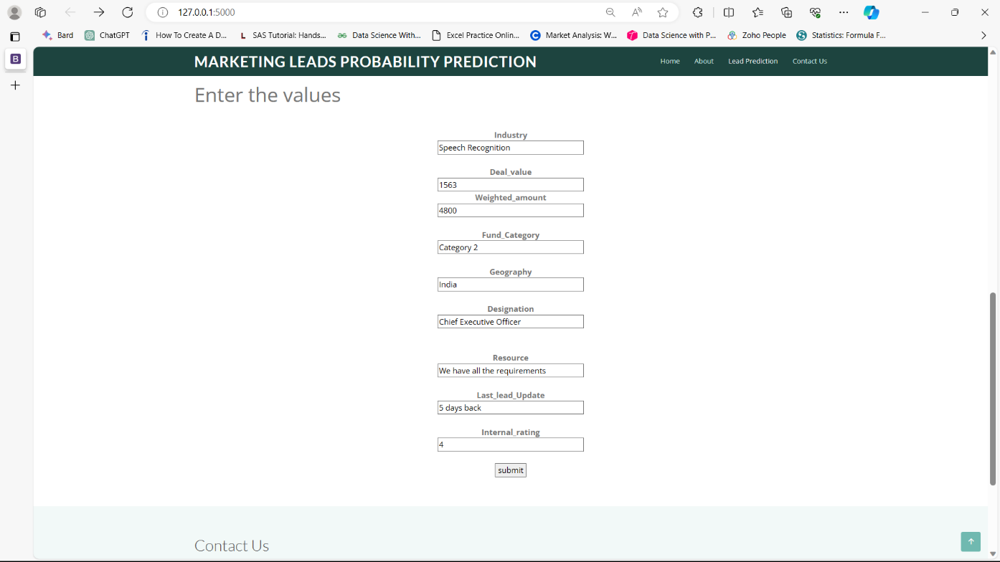 127.0.0.1:5000
Bard ChatGPT How To Create A D... SAS Tutorial: Hands... Data Science With... Excel Practice Onlin... Market Analysis: W... Data Science with P... Zoho People Statistics: Formula F...
B
MARKETING LEADS PROBABILITY PREDICTION Home About Lead Prediction Contact Us
Enter the values
Industry
Speech Recognition
Deal_value
1563
Weighted_amount
4800
Fund_Category
Category 2
Geography
India
Designation
Chief Executive Officer
Resource
We have all the requirements
Last_lead_Update
5 days back
Internal_rating
4
submit
Contact Us